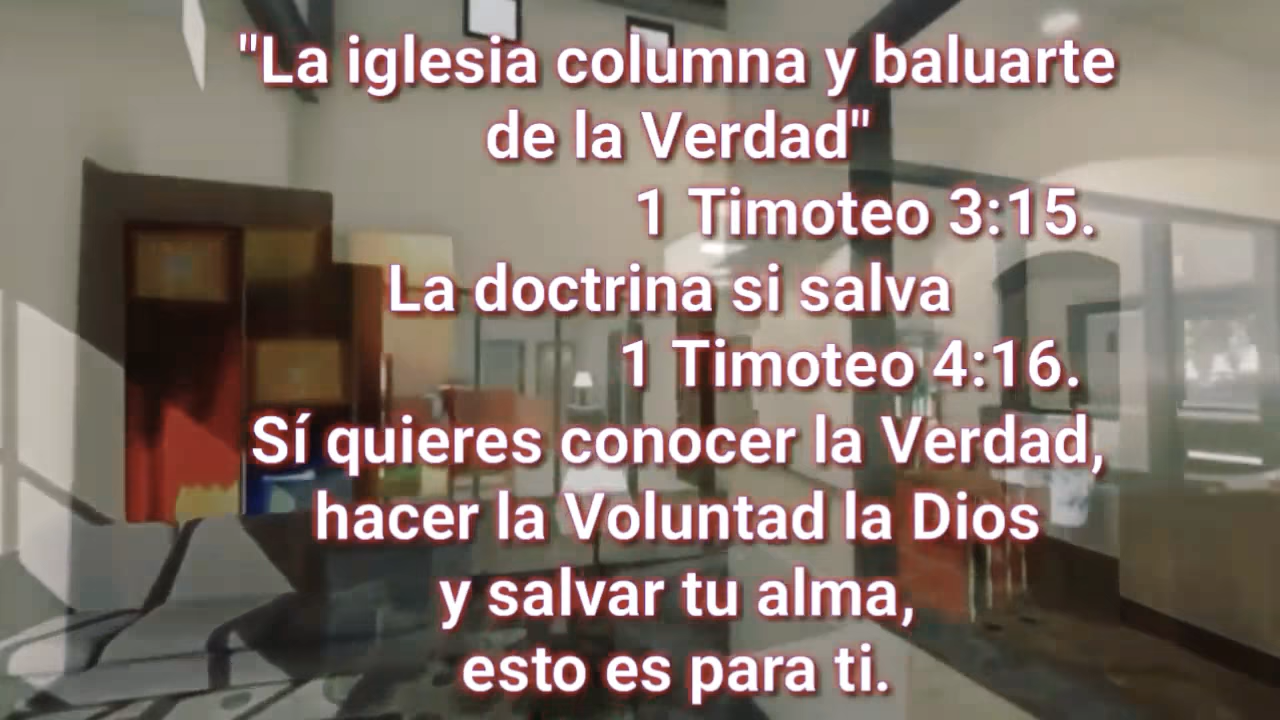 "La iglesia columna y baluarte
de la Verdad"
1 Timoteo 3:15.
La doctrina si salva
1 Timoteo 4:16.
Sí quieres conocer la Verdad,
hacer la Voluntad la Dios
y salvar tu alma,
esto es para ti.